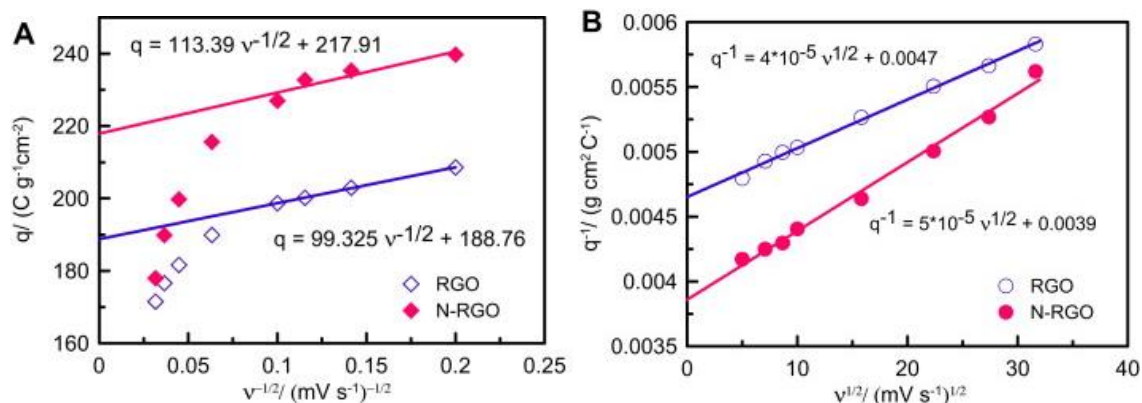 A
q/ (C g⁻¹cm⁻²)
240
220
200
180
160
q = 113.39 ν⁻¹/² + 217.91
q = 99.325 ν⁻¹/² + 188.76
RGO
N-RGO
0 0.05 0.1 0.15 0.2 0.25
ν⁻¹/²/ (mV s⁻¹)⁻¹/²
B
q⁻¹/ (g cm² C⁻¹)
0.006
0.0055
0.005
0.0045
0.004
0.0035
q⁻¹ = 4*10⁻⁵ ν¹/² + 0.0047
q⁻¹ = 5*10⁻⁵ ν¹/² + 0.0039
RGO
N-RGO
0 10 20 30 40
ν¹/²/ (mV s⁻¹)¹/²